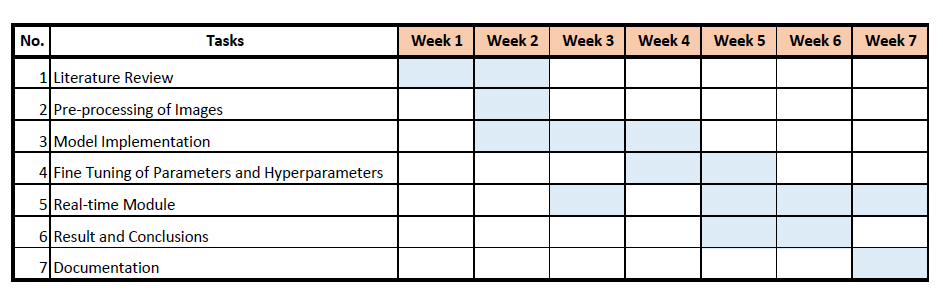 No. Tasks Week 1 Week 2 Week 3 Week 4 Week 5 Week 6 Week 7
1 Literature Review
2 Pre-processing of Images
3 Model Implementation
4 Fine Tuning of Parameters and Hyperparameters
5 Real-time Module
6 Result and Conclusions
7 Documentation